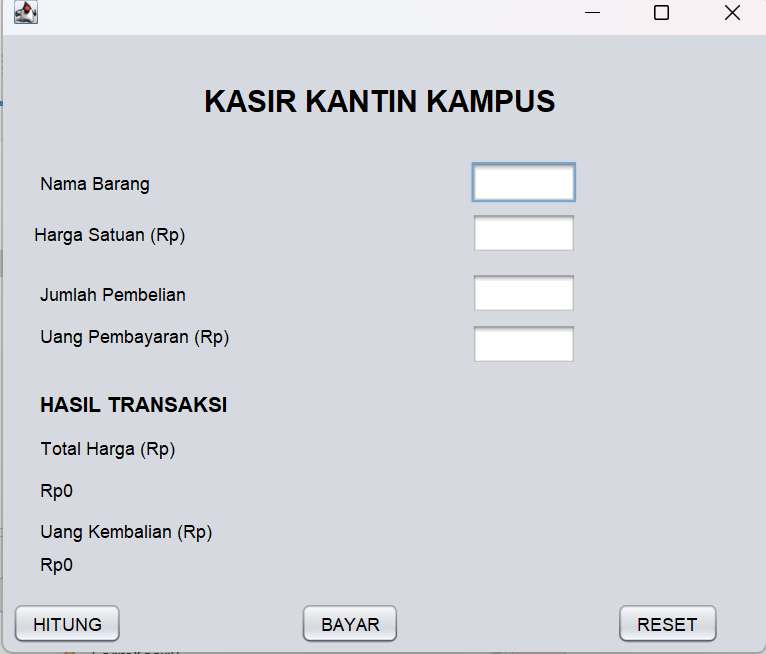 KASIR KANTIN KAMPUS
Nama Barang
Harga Satuan (Rp)
Jumlah Pembelian
Uang Pembayaran (Rp)
HASIL TRANSAKSI
Total Harga (Rp)
Rp0
Uang Kembalian (Rp)
Rp0
HITUNG BAYAR RESET